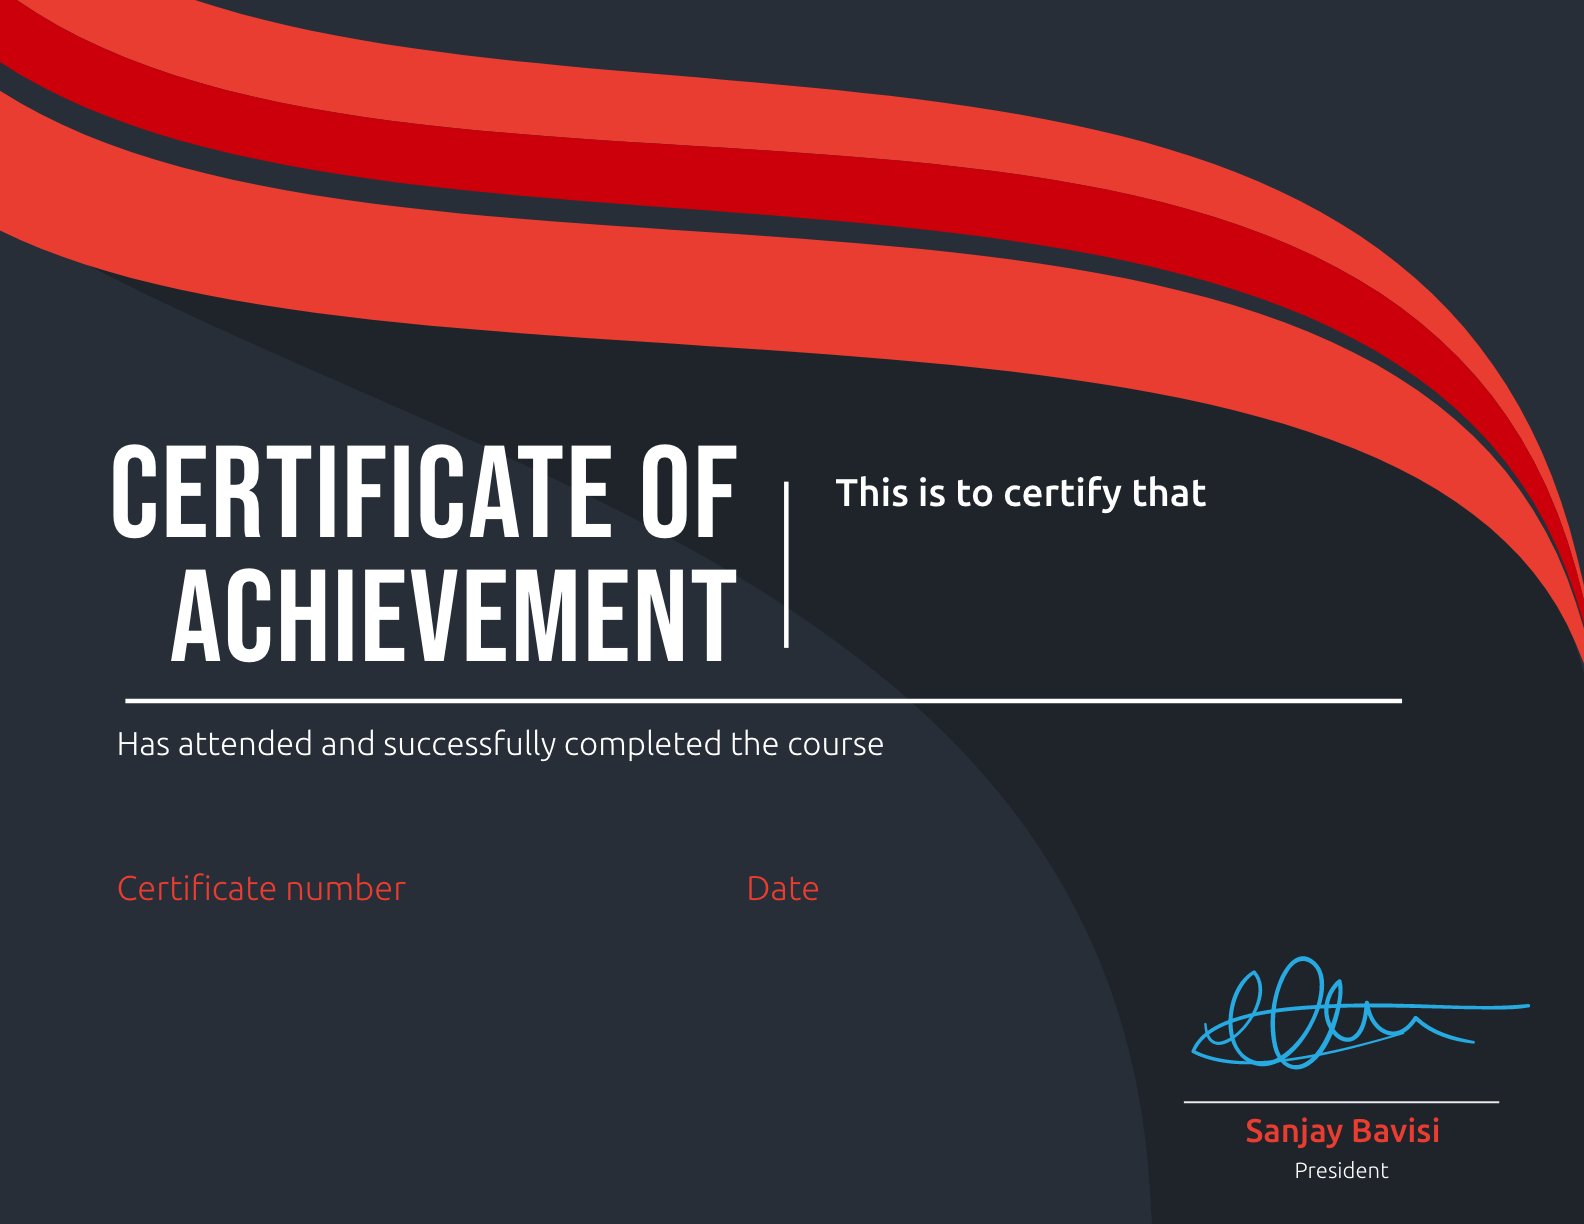 CERTIFICATE OF
ACHIEVEMENT
This is to certify that
Has attended and successfully completed the course
Certificate number
Date
Sanjay Bavisi
President